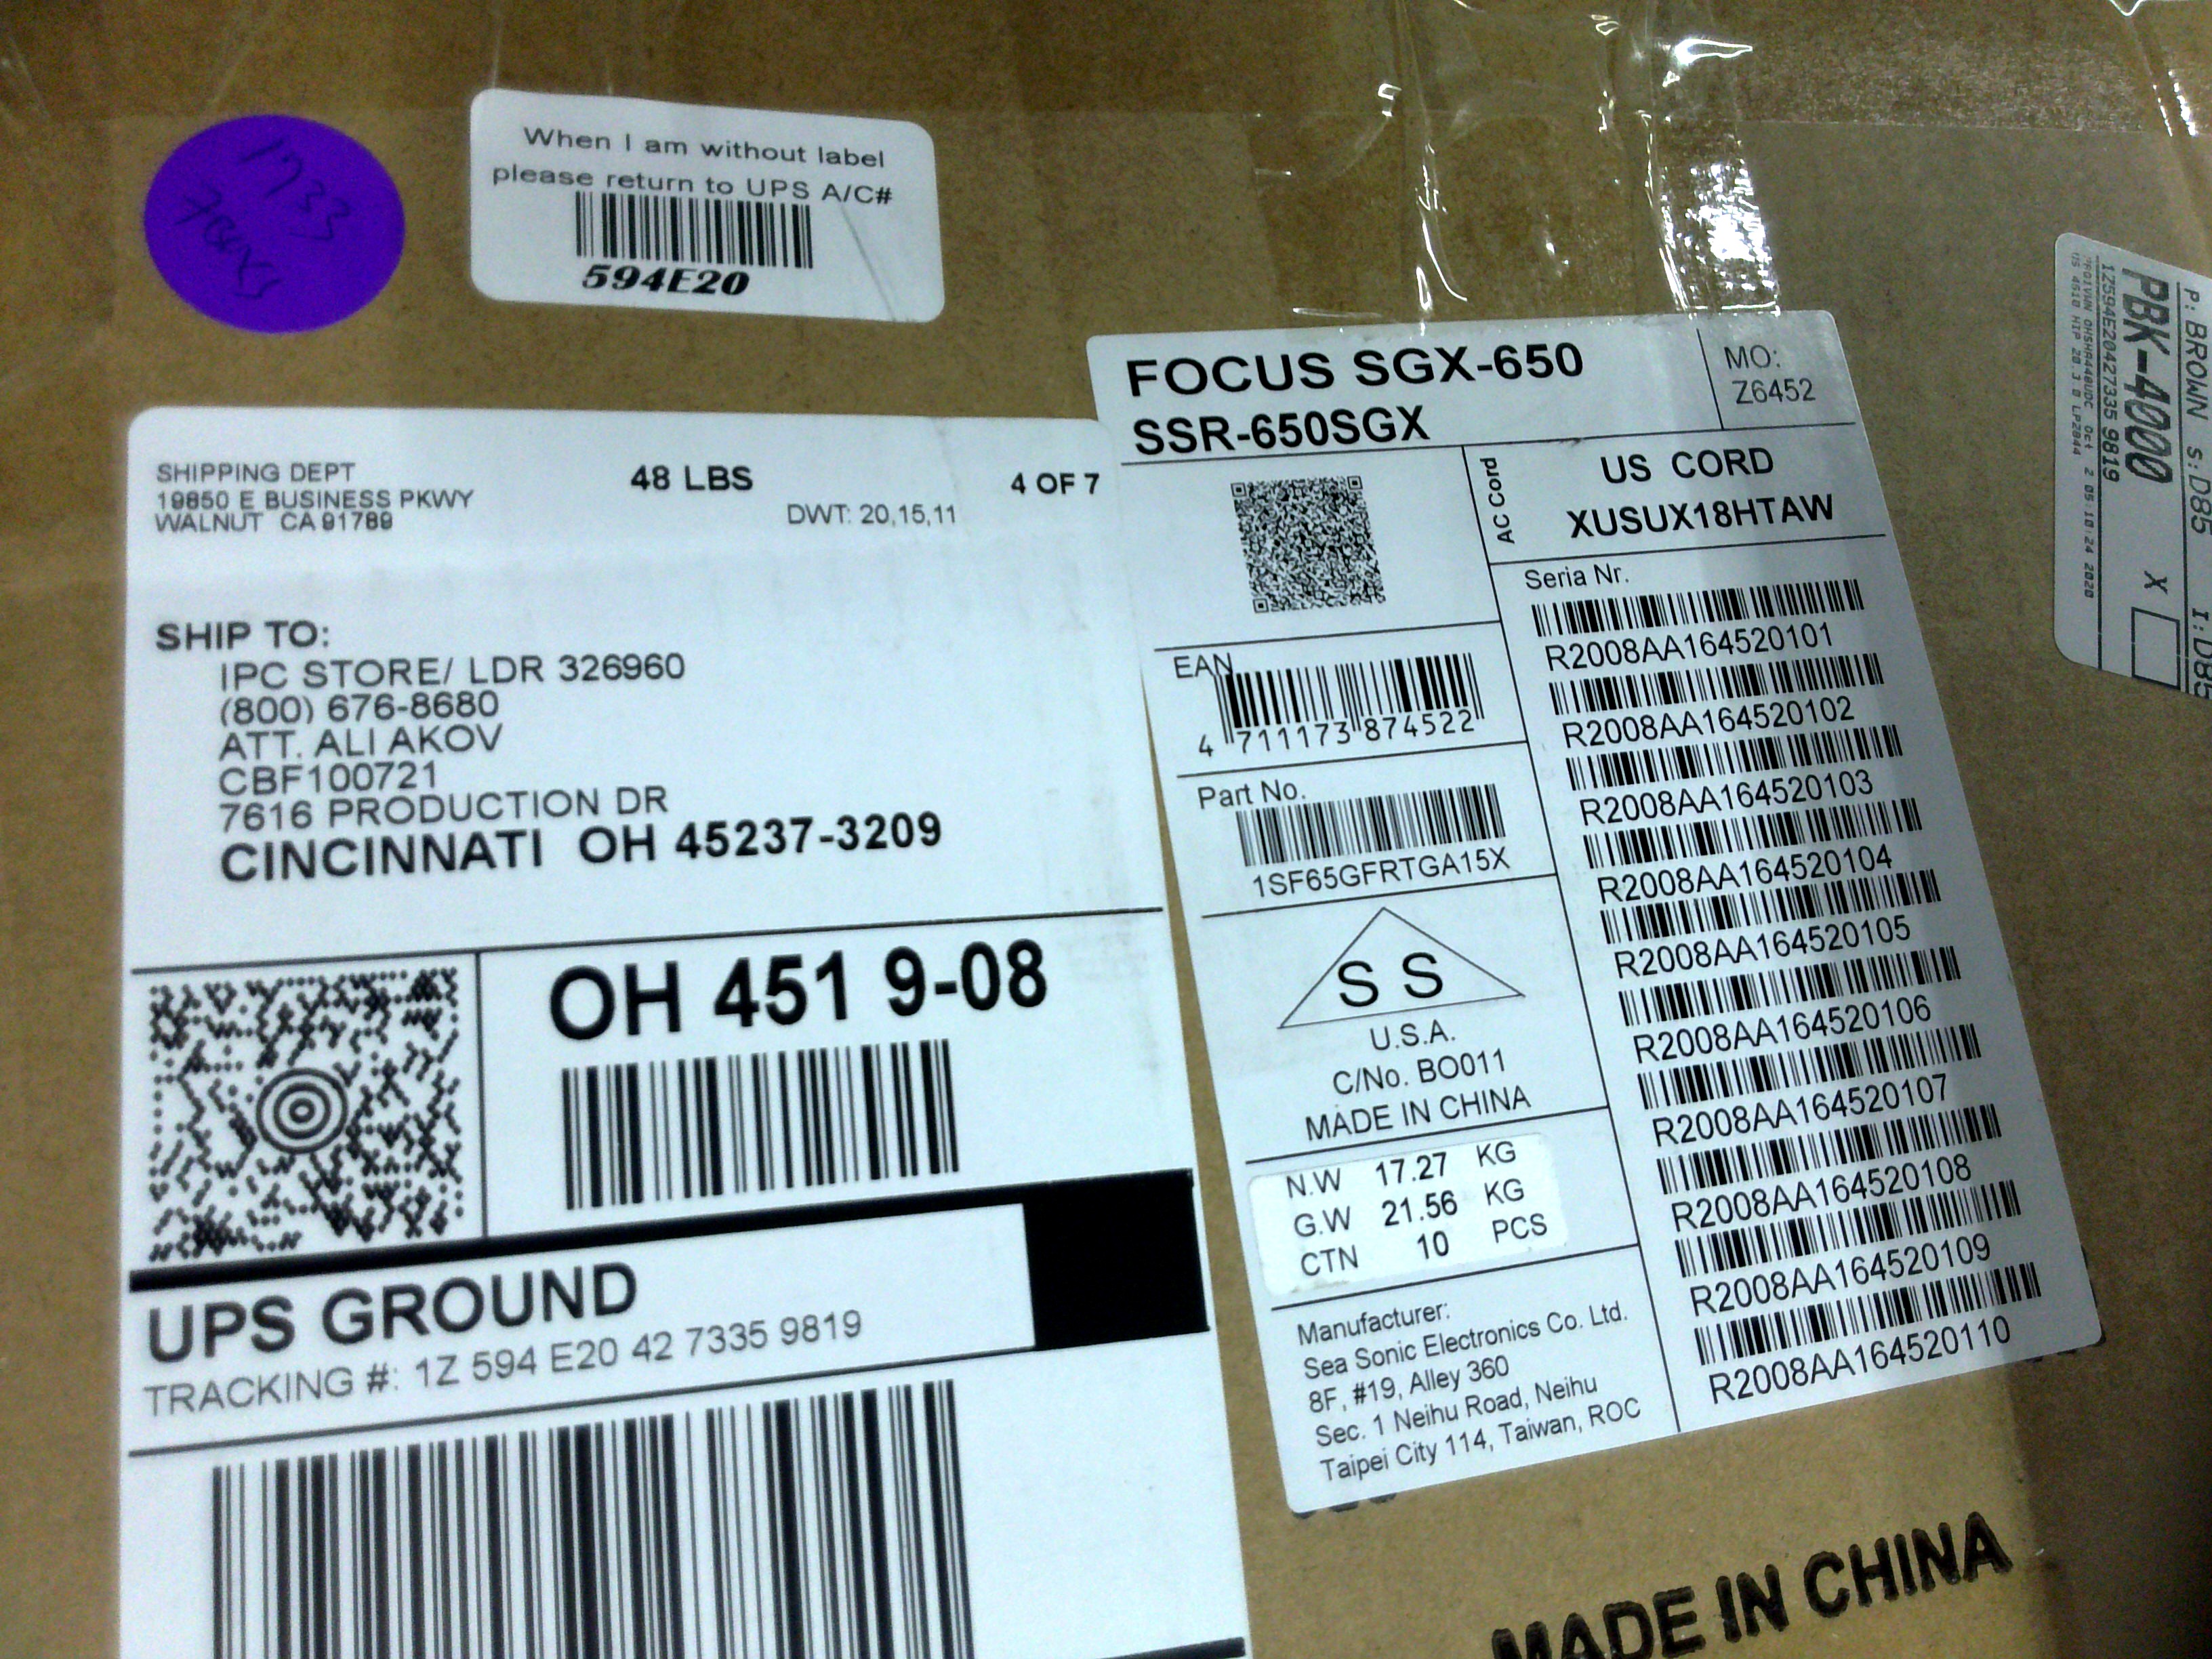 1733
When I am without label
please return to UPS A/C#
594E20
SHIPPING DEPT
19850 E BUSINESS PKWY
WALNUT CA 91789
48 LBS
4 OF 7
DWT: 20,15,11
SHIP TO:
IPC STORE/ LDR 326960
(800) 676-8680
ATT. ALI AKOV
CBF100721
7616 PRODUCTION DR
CINCINNATI OH 45237-3209
OH 451 9-08
UPS GROUND
TRACKING #: 1Z 594 E20 42 7335 9819
FOCUS SGX-650
SSR-650SGX
MO:
Z6452
AC Cord
US CORD
XUSUX18HTAW
EAN
4 711173 874522
Part No.
1SF65GFRTGA15X
S S
U.S.A.
C/No. BO011
MADE IN CHINA
N.W 17.27 KG
G.W 21.56 KG
CTN 10 PCS
Manufacturer:
Sea Sonic Electronics Co. Ltd.
8F, #19, Alley 360
Sec. 1 Neihu Road, Neihu
Taipei City 114, Taiwan, ROC
Seria Nr.
R2008AA164520101
R2008AA164520102
R2008AA164520103
R2008AA164520104
R2008AA164520105
R2008AA164520106
R2008AA164520107
R2008AA164520108
R2008AA164520109
R2008AA164520110
MADE IN CHINA
P: BROWN S:D85 I:D85
PBK-4000 X
1Z594E204273359819
Oct 2 05:10:24 2020